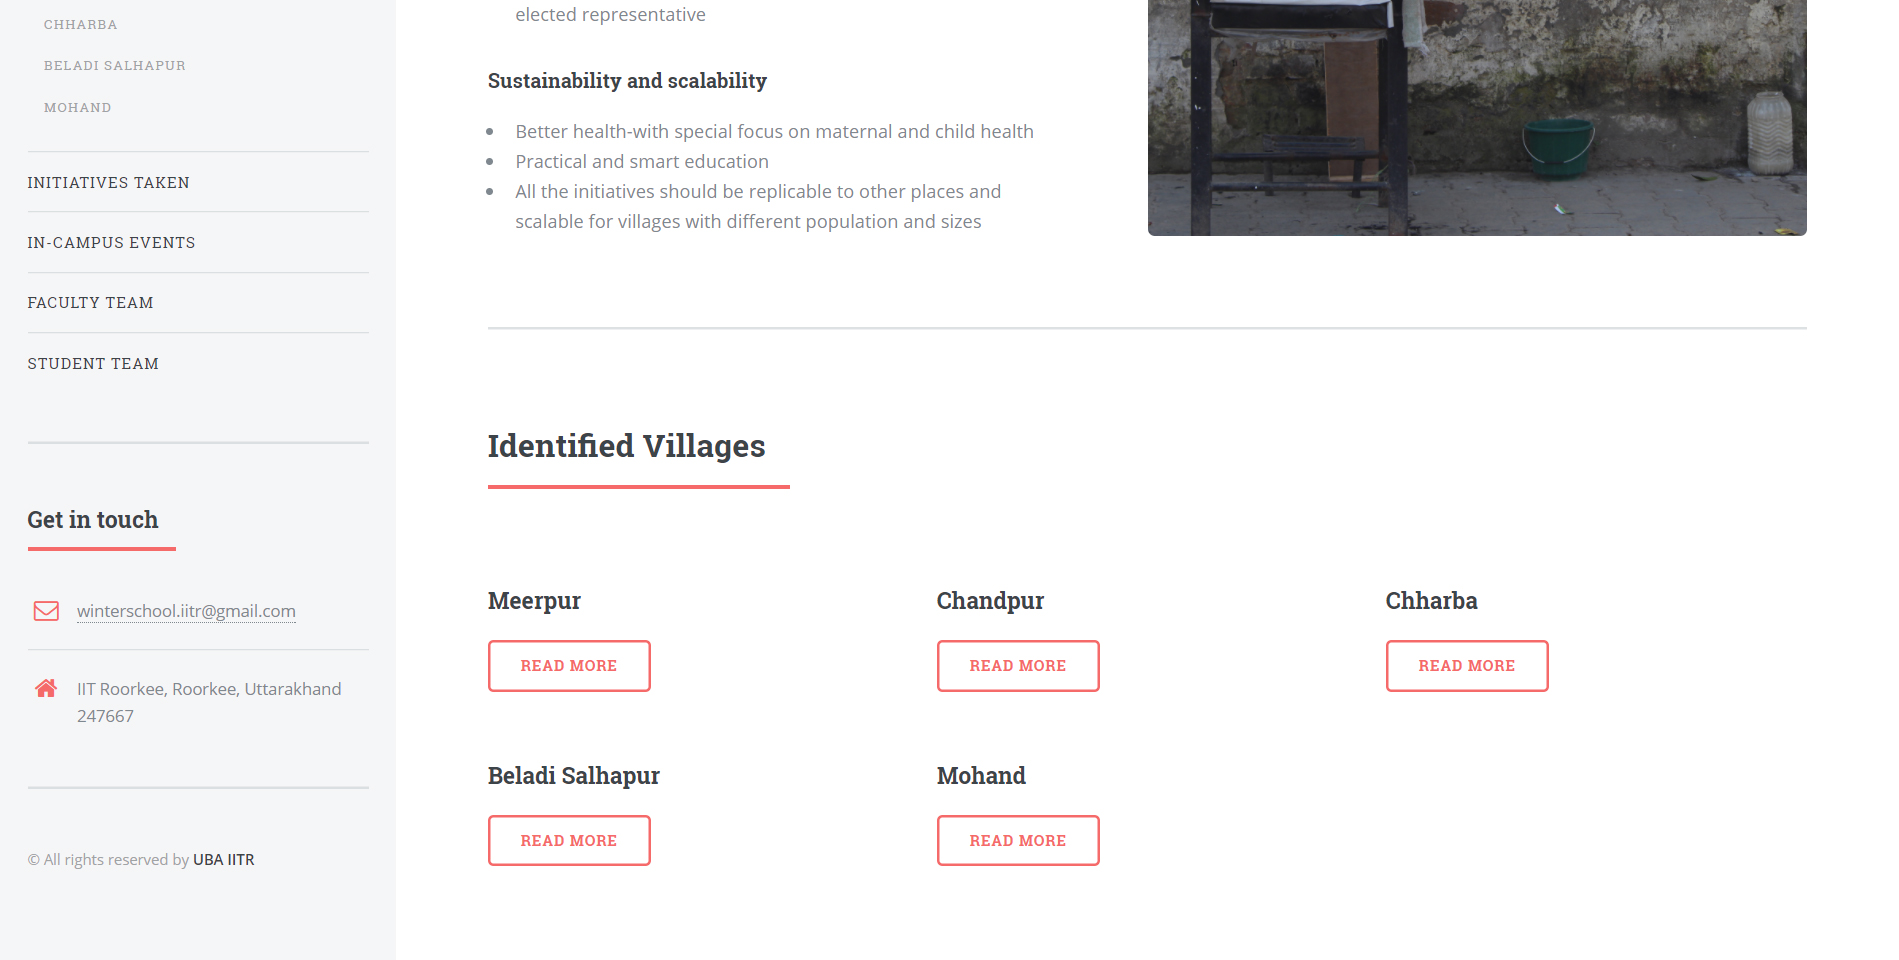 CHHARBA
BELADI SALHAPUR
MOHAND
INITIATIVES TAKEN
IN-CAMPUS EVENTS
FACULTY TEAM
STUDENT TEAM
Get in touch
winterschool.iitr@gmail.com
IIT Roorkee, Roorkee, Uttarakhand
247667
© All rights reserved by UBA IITR
elected representative
Sustainability and scalability
• Better health-with special focus on maternal and child health
• Practical and smart education
• All the initiatives should be replicable to other places and
scalable for villages with different population and sizes
Identified Villages
Meerpur
READ MORE
Chandpur
READ MORE
Chharba
READ MORE
Beladi Salhapur
READ MORE
Mohand
READ MORE